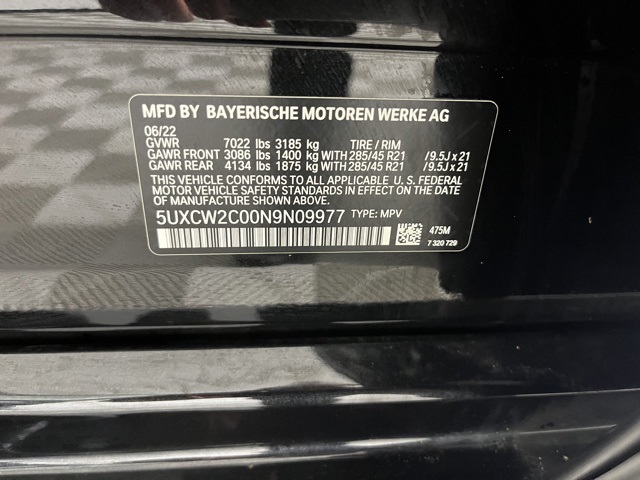 MFD BY BAYERISCHE MOTOREN WERKE AG
06/22
GVWR 7022 lbs 3185 kg TIRE / RIM
GAWR FRONT 3086 lbs 1400 kg WITH 285/45 R21 /9.5J x 21
GAWR REAR 4134 lbs 1875 kg WITH 285/45 R21 /9.5J x 21
THIS VEHICLE CONFORMS TO ALL APPLICABLE U. S. FEDERAL
MOTOR VEHICLE SAFETY STANDARDS IN EFFECT ON THE
DATE OF MANUFACTURE SHOWN ABOVE.
5UXCW2C00N9N09977 TYPE: MPV
475M
7 320 729